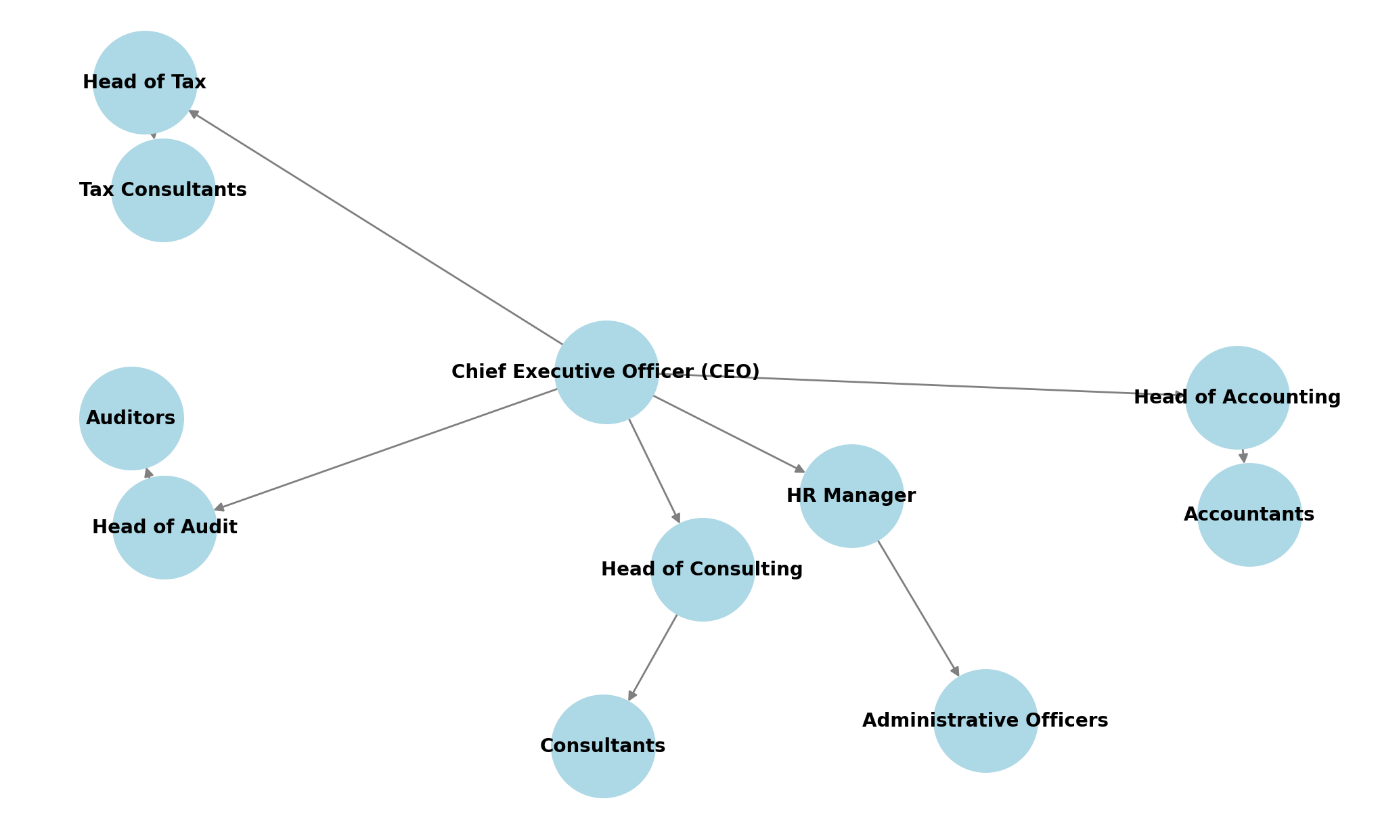 Head of Tax
Tax Consultants
Chief Executive Officer (CEO)
Head of Accounting
Auditors
HR Manager
Accountants
Head of Audit
Head of Consulting
Administrative Officers
Consultants